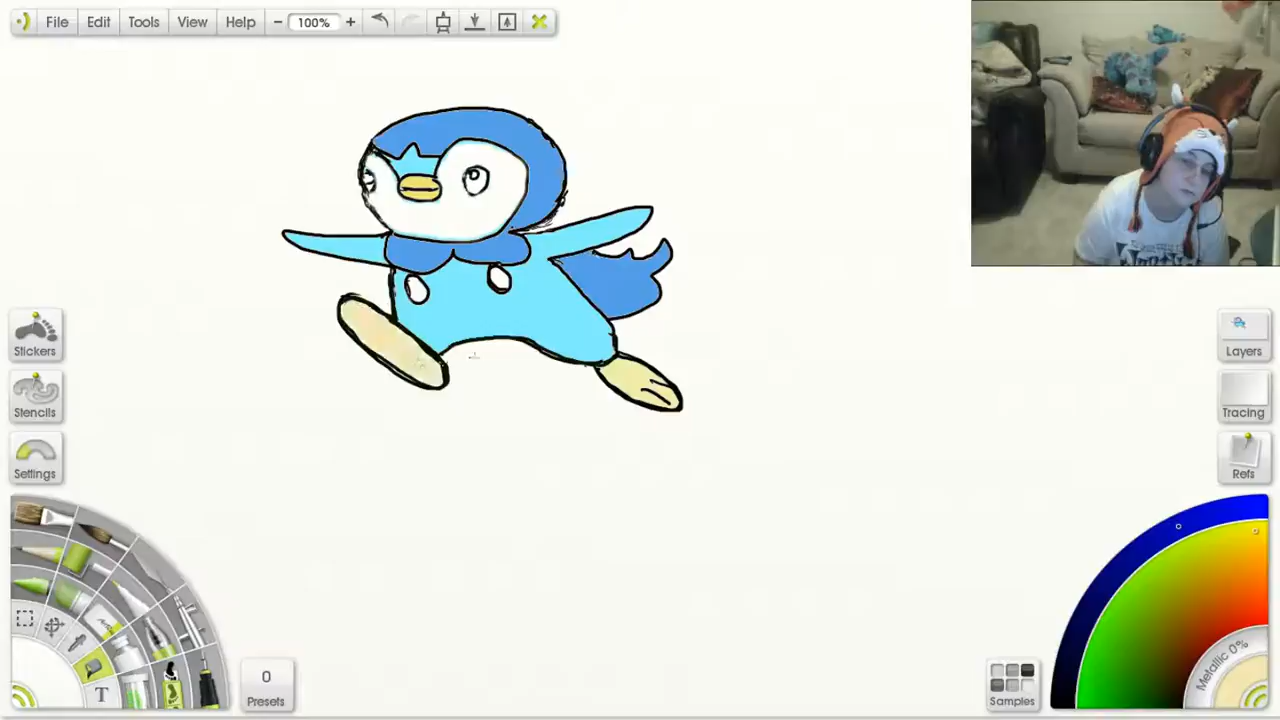 File Edit Tools View Help 100%
Stickers
Stencils
Settings
Layers
Tracing
Refs
T
0
Presets
Metallic 0%
Samples